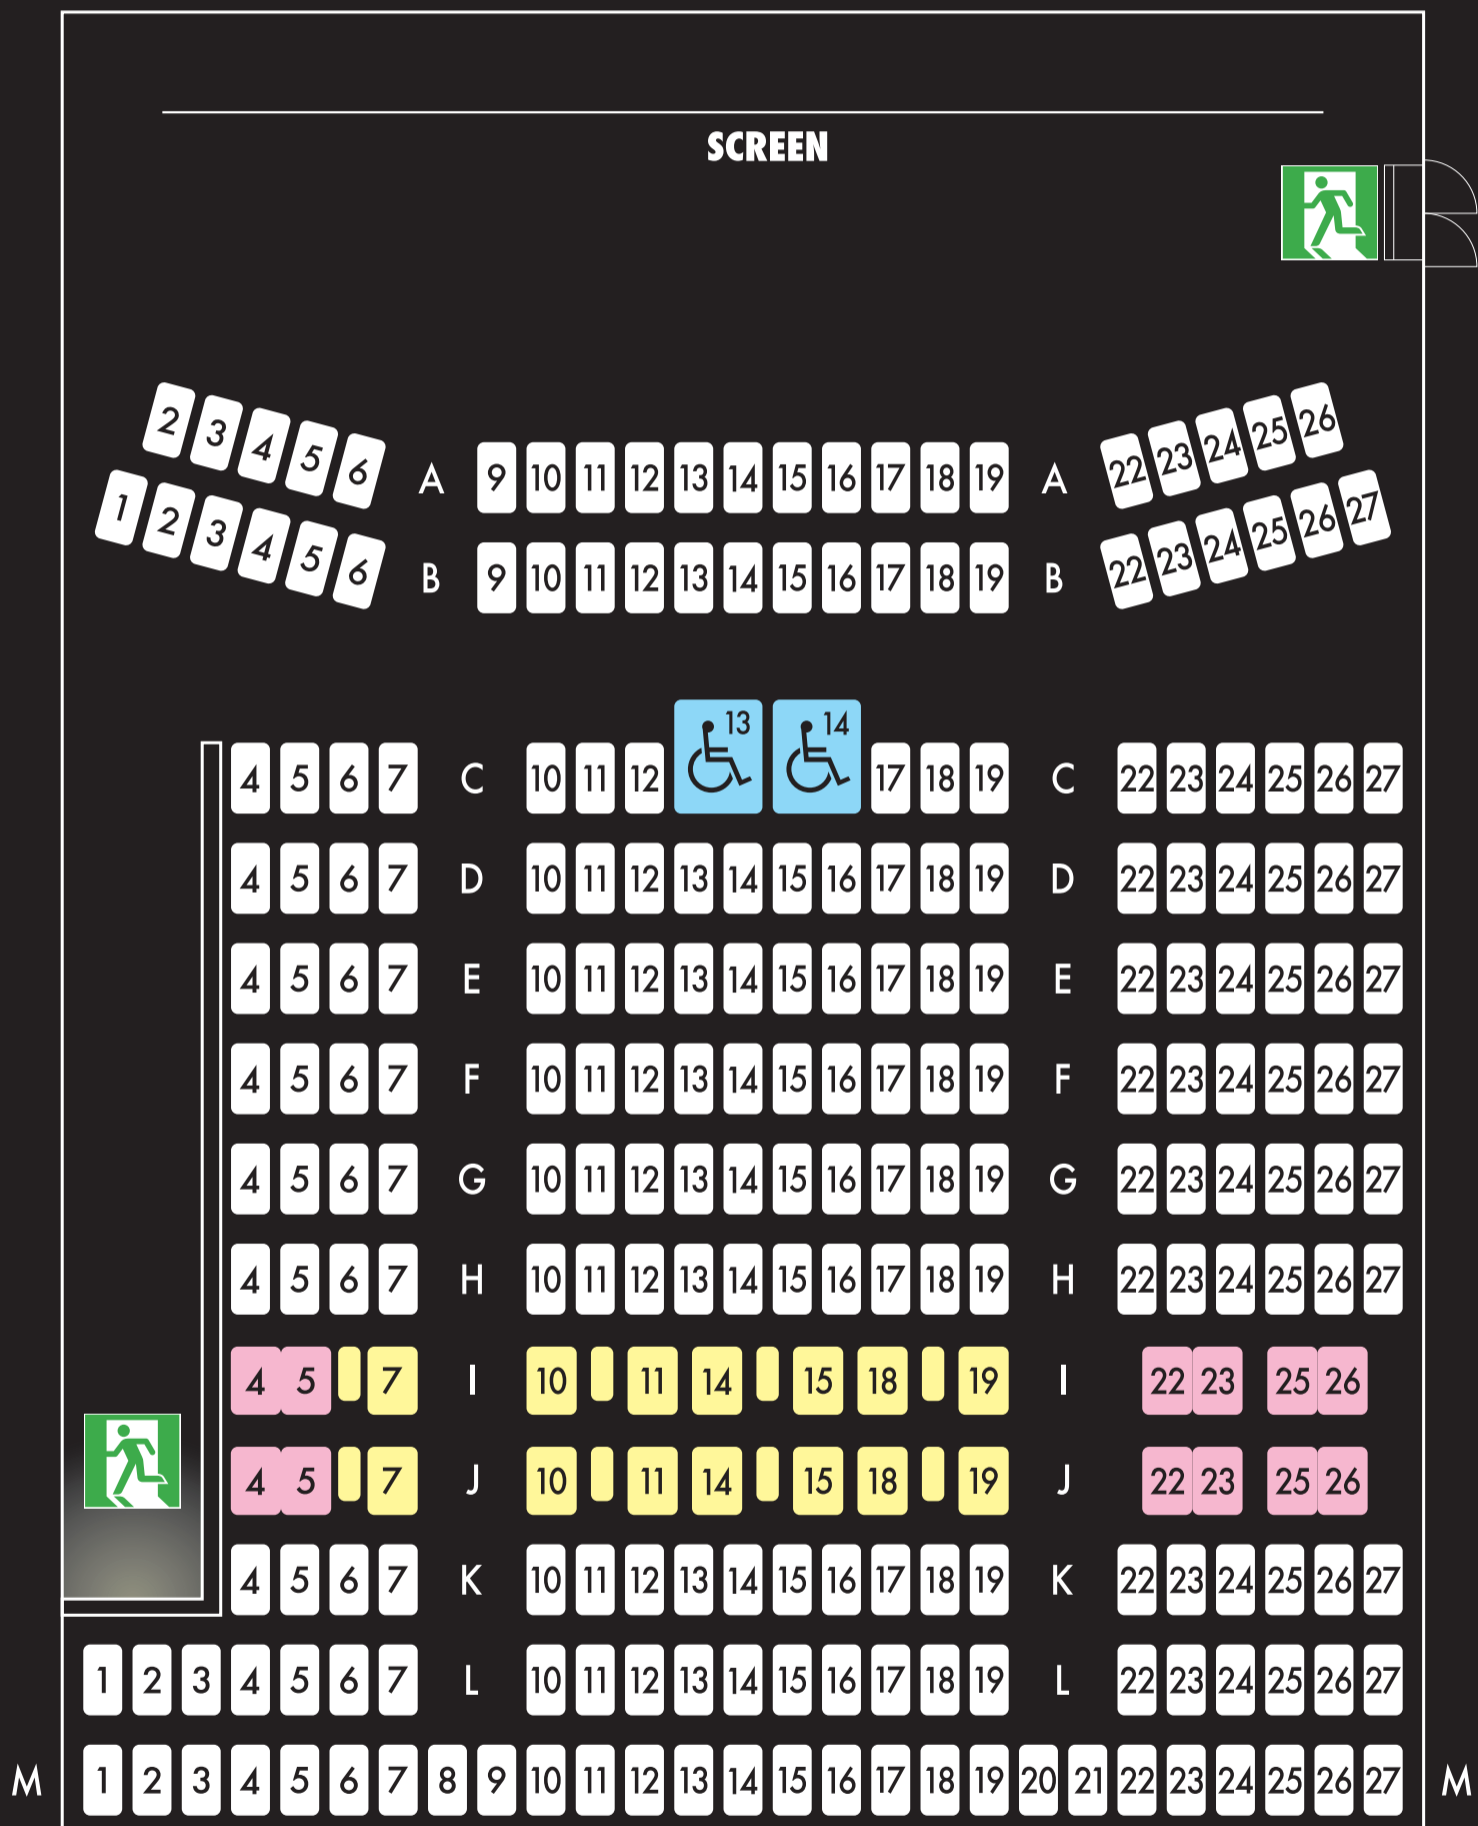 SCREEN
2 3 4 5 6 A 9 10 11 12 13 14 15 16 17 18 19 A 22 23 24 25 26
1 2 3 4 5 6 B 9 10 11 12 13 14 15 16 17 18 19 B 22 23 24 25 26 27
4 5 6 7 C 10 11 12 13 14 17 18 19 C 22 23 24 25 26 27
4 5 6 7 D 10 11 12 13 14 15 16 17 18 19 D 22 23 24 25 26 27
4 5 6 7 E 10 11 12 13 14 15 16 17 18 19 E 22 23 24 25 26 27
4 5 6 7 F 10 11 12 13 14 15 16 17 18 19 F 22 23 24 25 26 27
4 5 6 7 G 10 11 12 13 14 15 16 17 18 19 G 22 23 24 25 26 27
4 5 6 7 H 10 11 12 13 14 15 16 17 18 19 H 22 23 24 25 26 27
4 5 7 I 10 11 14 15 18 19 I 22 23 25 26
4 5 7 J 10 11 14 15 18 19 J 22 23 25 26
4 5 6 7 K 10 11 12 13 14 15 16 17 18 19 K 22 23 24 25 26 27
1 2 3 4 5 6 7 L 10 11 12 13 14 15 16 17 18 19 L 22 23 24 25 26 27
M 1 2 3 4 5 6 7 8 9 10 11 12 13 14 15 16 17 18 19 20 21 22 23 24 25 26 27 M